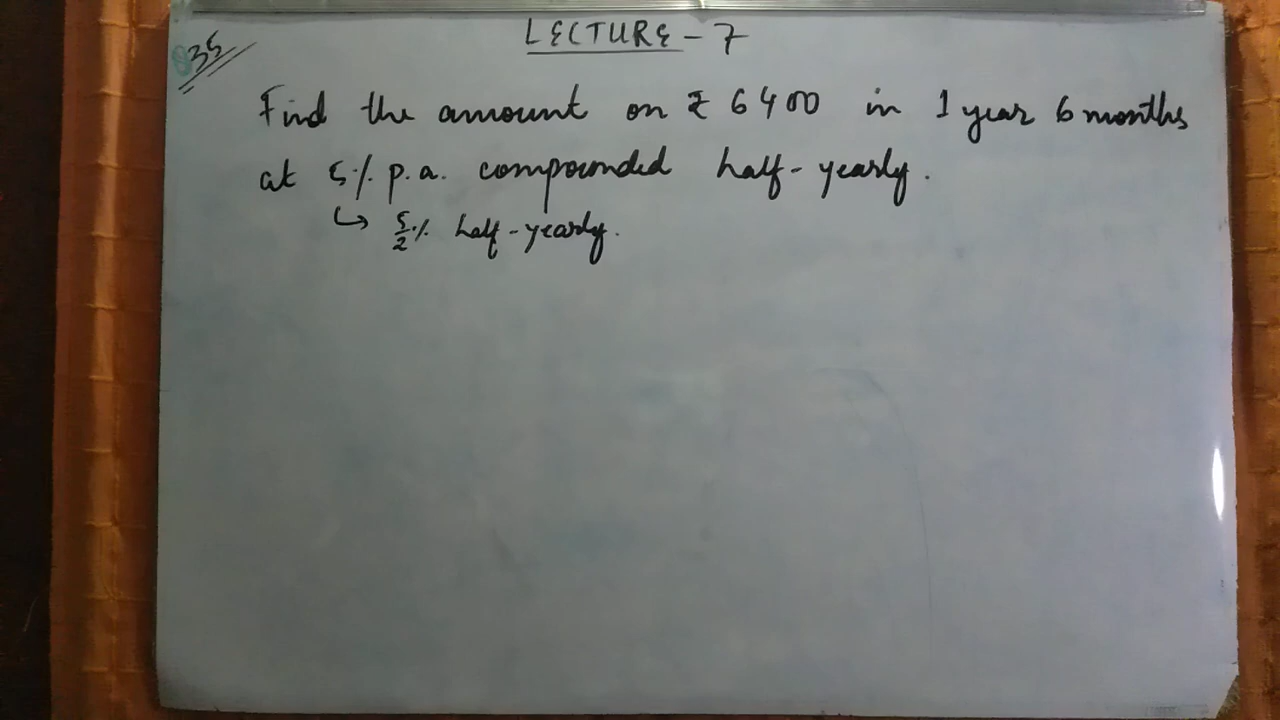 LECTURE - 7
Q35
Find the amount on ₹ 6400 in 1 year 6 months
at 5% p.a. compounded half-yearly.
↳ 5/2 % half-yearly.